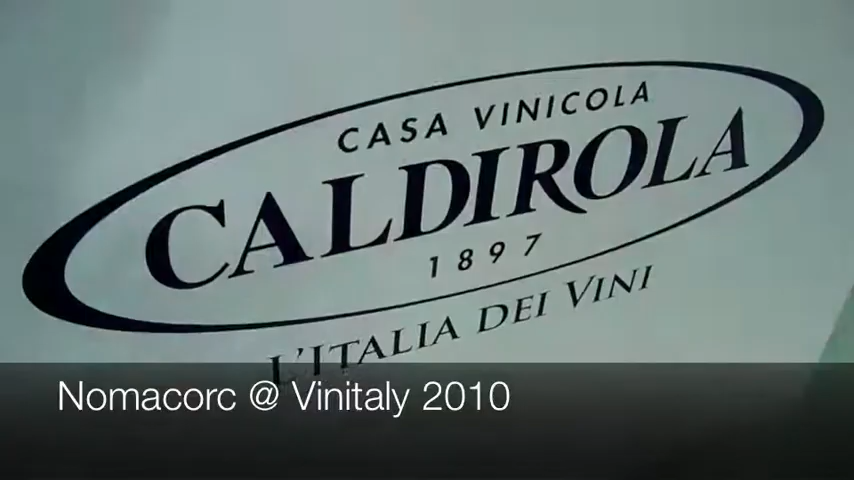 CASA VINICOLA
CALDIROLA
1897
L'ITALIA DEI VINI
Nomacorc @ Vinitaly 2010